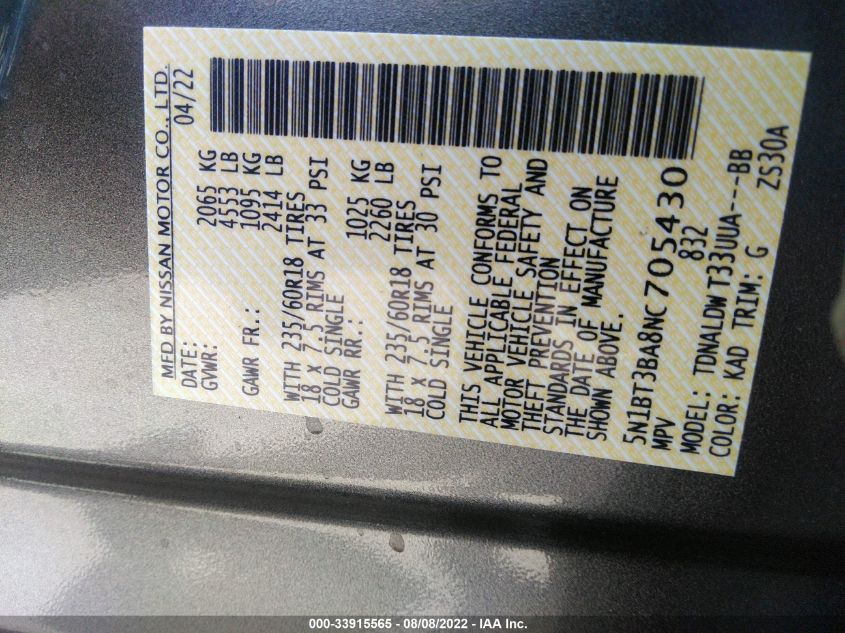 MFD BY NISSAN MOTOR CO., LTD.
DATE: 04/22
GVWR: 2065 KG
4553 LB
GAWR FR.: 1095 KG
2414 LB
WITH 235/60R18 TIRES
18 x 7.5 RIMS AT 33 PSI
COLD SINGLE
GAWR RR.: 1025 KG
2260 LB
WITH 235/60R18 TIRES
18 x 7.5 RIMS AT 30 PSI
COLD SINGLE
THIS VEHICLE CONFORMS TO
ALL APPLICABLE FEDERAL
MOTOR VEHICLE SAFETY AND
THEFT PREVENTION
STANDARDS IN EFFECT ON
THE DATE OF MANUFACTURE
SHOWN ABOVE.
5N1BT3BA8NC705430
MPV 832
MODEL: TDNALDW T33UUA---BB
COLOR: KAD TRIM: G ZS30A
000-33915565 - 08/08/2022 - IAA Inc.